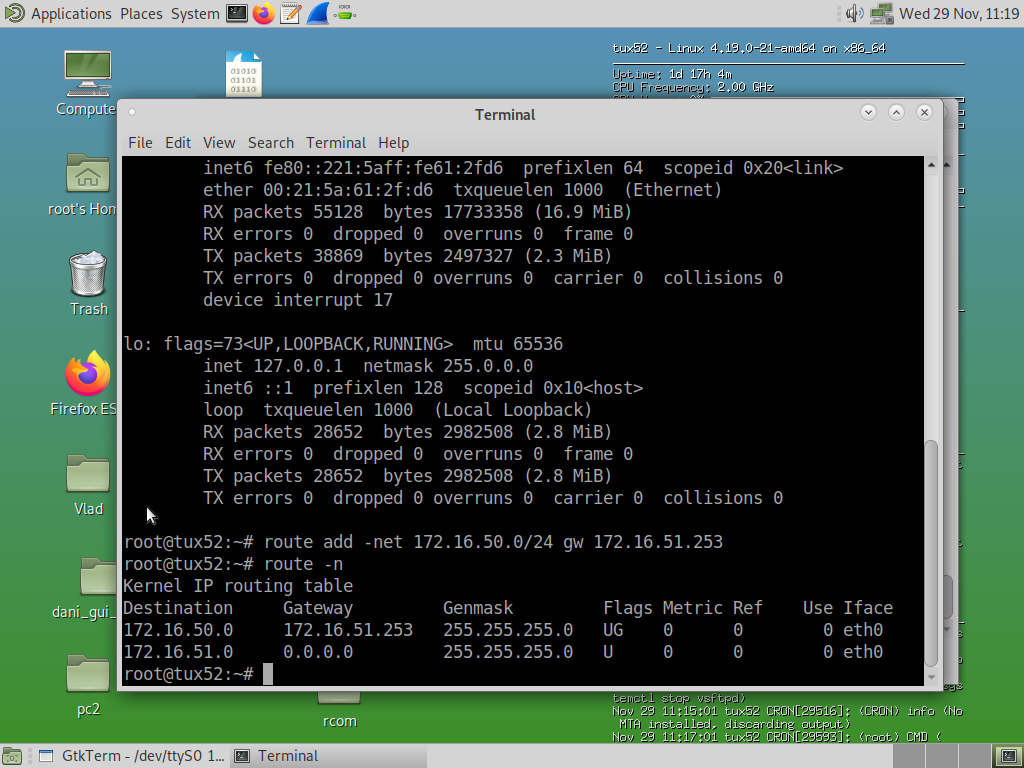 Applications Places System
Wed 29 Nov, 11:19
tux52 - Linux 4.19.0-21-amd64 on x86_64
Uptime: 1d 17h 4m
CPU Frequency: 2.00 GHz
Compute
root's Hom
Trash
Firefox ES
Vlad
dani_gui_
pc2
rcom
Terminal
File Edit View Search Terminal Help
inet6 fe80::221:5aff:fe61:2fd6 prefixlen 64 scopeid 0x20<link>
ether 00:21:5a:61:2f:d6 txqueuelen 1000 (Ethernet)
RX packets 55128 bytes 17733358 (16.9 MiB)
RX errors 0 dropped 0 overruns 0 frame 0
TX packets 38869 bytes 2497327 (2.3 MiB)
TX errors 0 dropped 0 overruns 0 carrier 0 collisions 0
device interrupt 17
lo: flags=73<UP,LOOPBACK,RUNNING> mtu 65536
inet 127.0.0.1 netmask 255.0.0.0
inet6 ::1 prefixlen 128 scopeid 0x10<host>
loop txqueuelen 1000 (Local Loopback)
RX packets 28652 bytes 2982508 (2.8 MiB)
RX errors 0 dropped 0 overruns 0 frame 0
TX packets 28652 bytes 2982508 (2.8 MiB)
TX errors 0 dropped 0 overruns 0 carrier 0 collisions 0
root@tux52:~# route add -net 172.16.50.0/24 gw 172.16.51.253
root@tux52:~# route -n
Kernel IP routing table
Destination Gateway Genmask Flags Metric Ref Use Iface
172.16.50.0 172.16.51.253 255.255.255.0 UG 0 0 0 eth0
172.16.51.0 0.0.0.0 255.255.255.0 U 0 0 0 eth0
root@tux52:~#
temctl stop vsftpd)
Nov 29 11:15:01 tux52 CRON[29516]: (CRON) info (No
MTA installed, discarding output)
Nov 29 11:17:01 tux52 CRON[29593]: (root) CMD (
GtkTerm - /dev/ttyS0 1...
Terminal